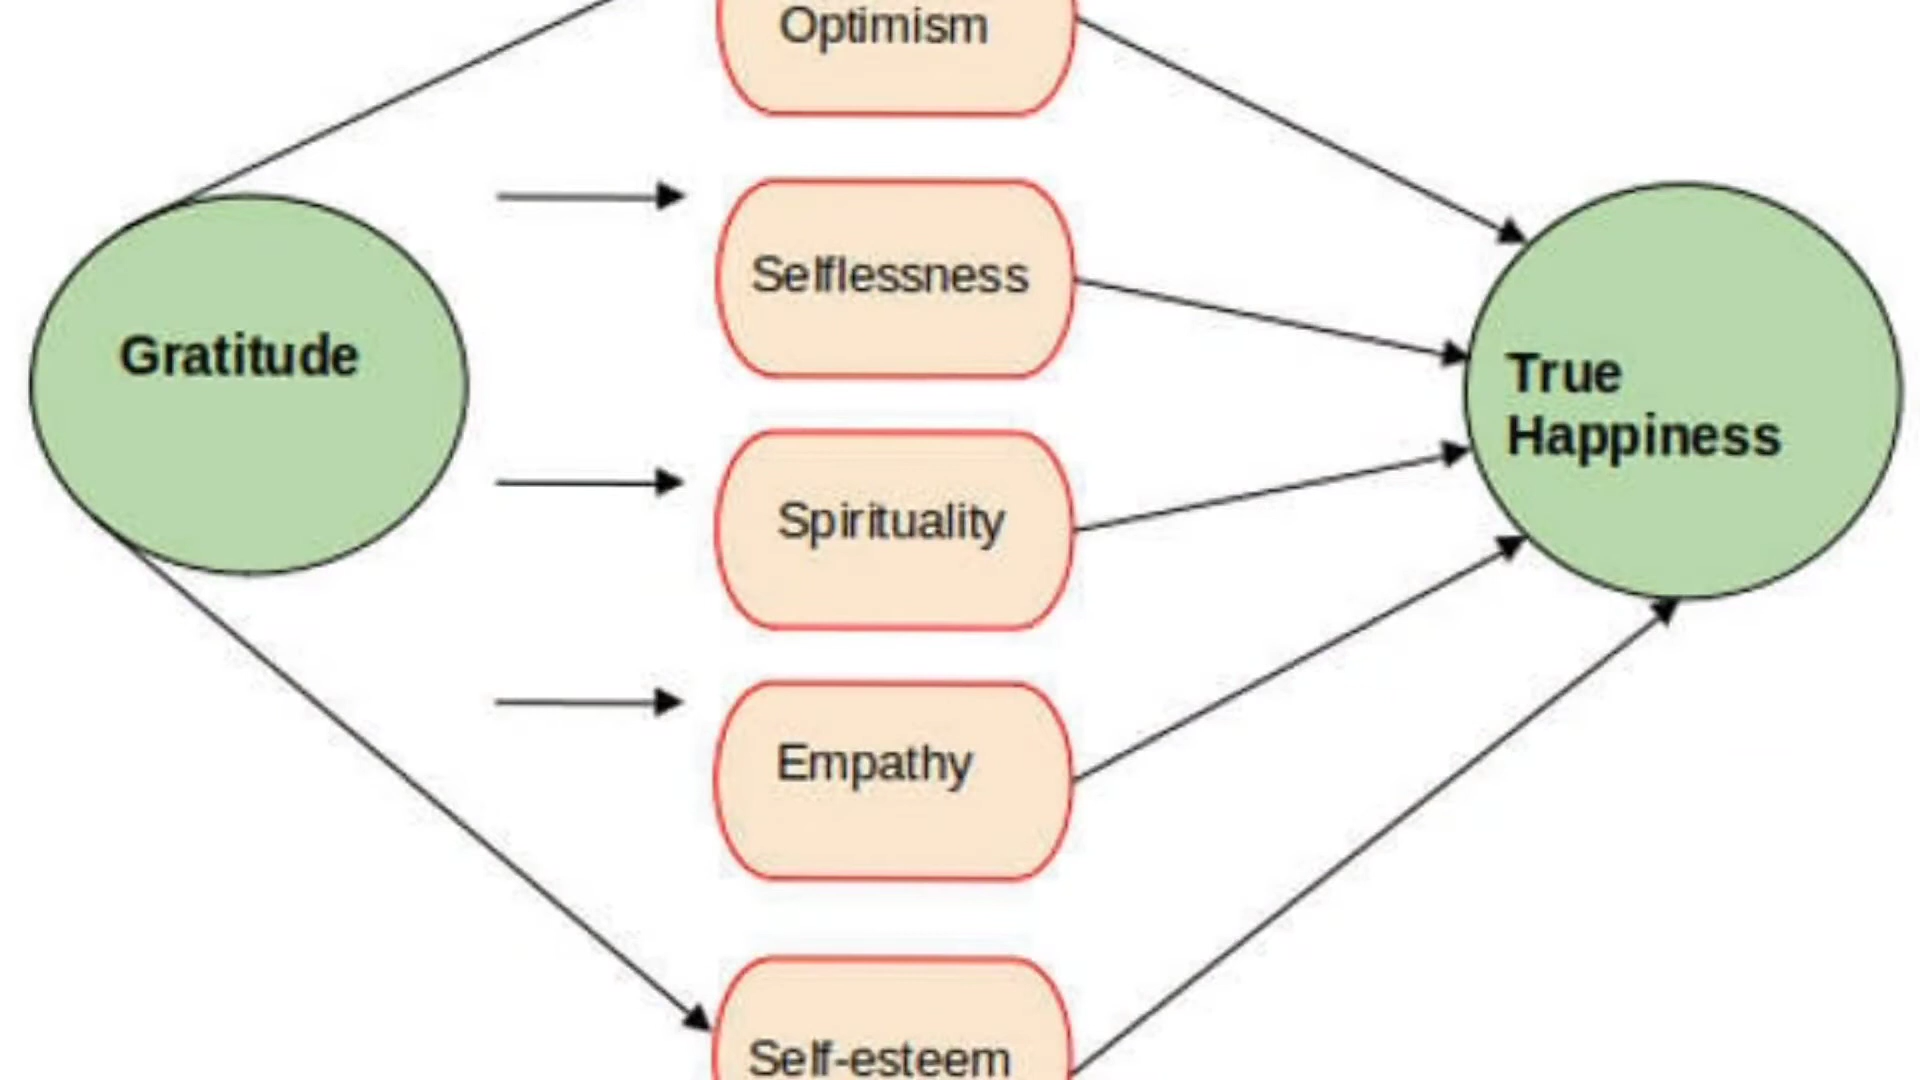 Optimism
Selflessness
Gratitude
True
Happiness
Spirituality
Empathy
Self-esteem